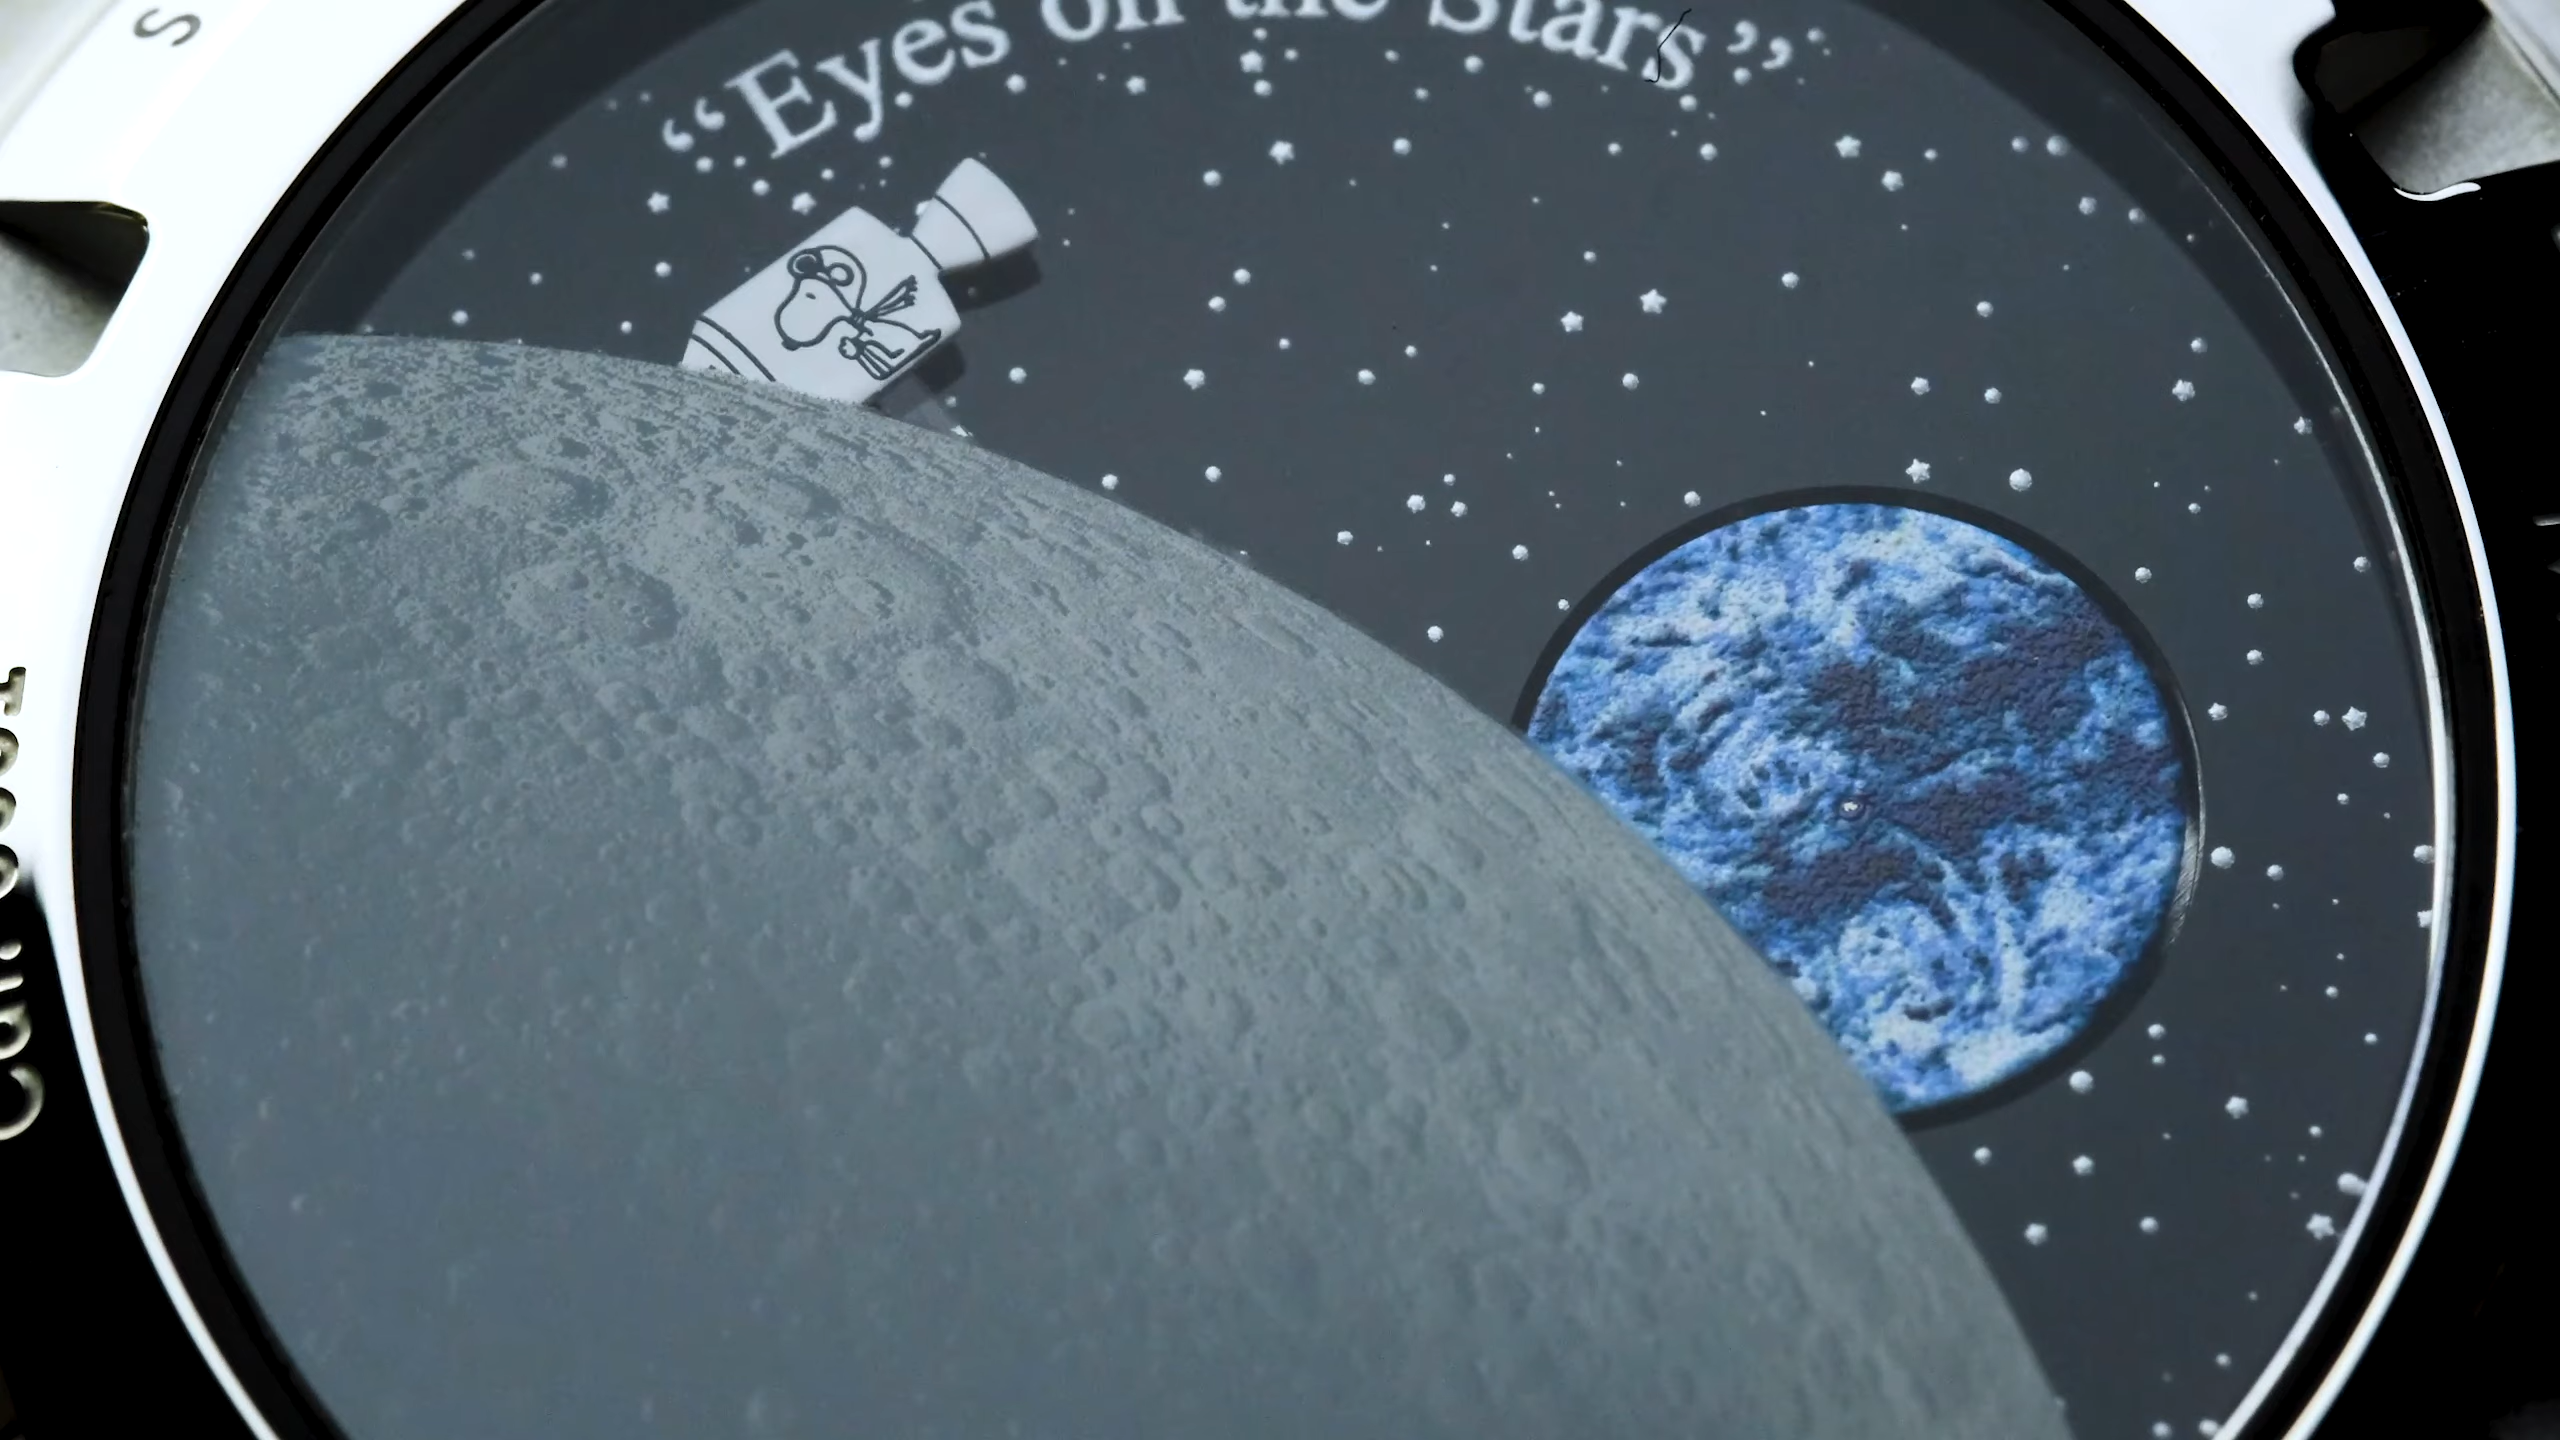 “Eyes on the Stars”
S